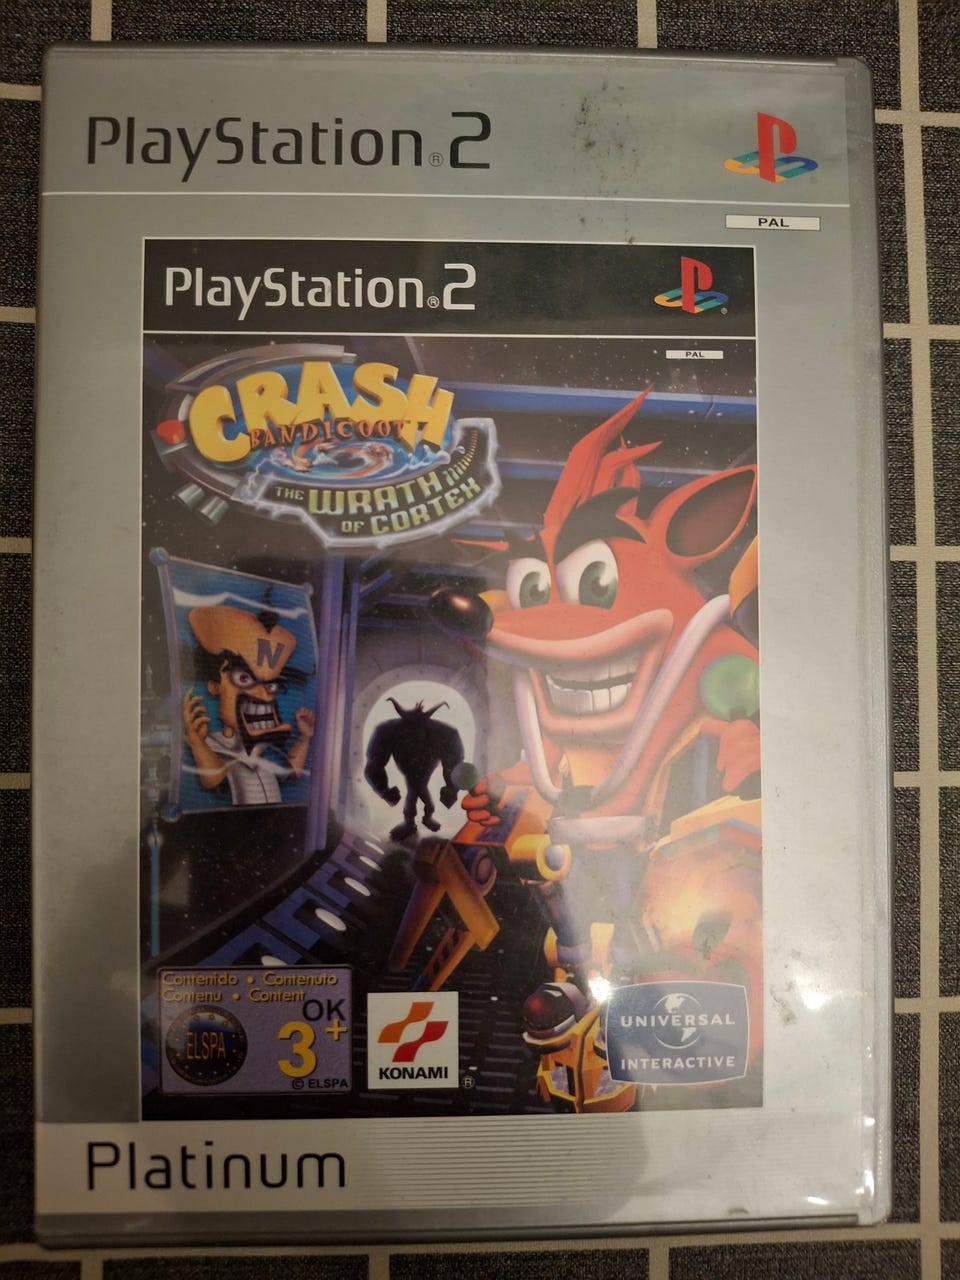 PlayStation®2
PAL
PlayStation®2
PAL
CRASH
BANDICOOT
THE WRATH
OF CORTEX
N
Contenido • Contenuto
Contenu • Content
OK
ELSPA
3+
© ELSPA
KONAMI
®
UNIVERSAL
INTERACTIVE
Platinum